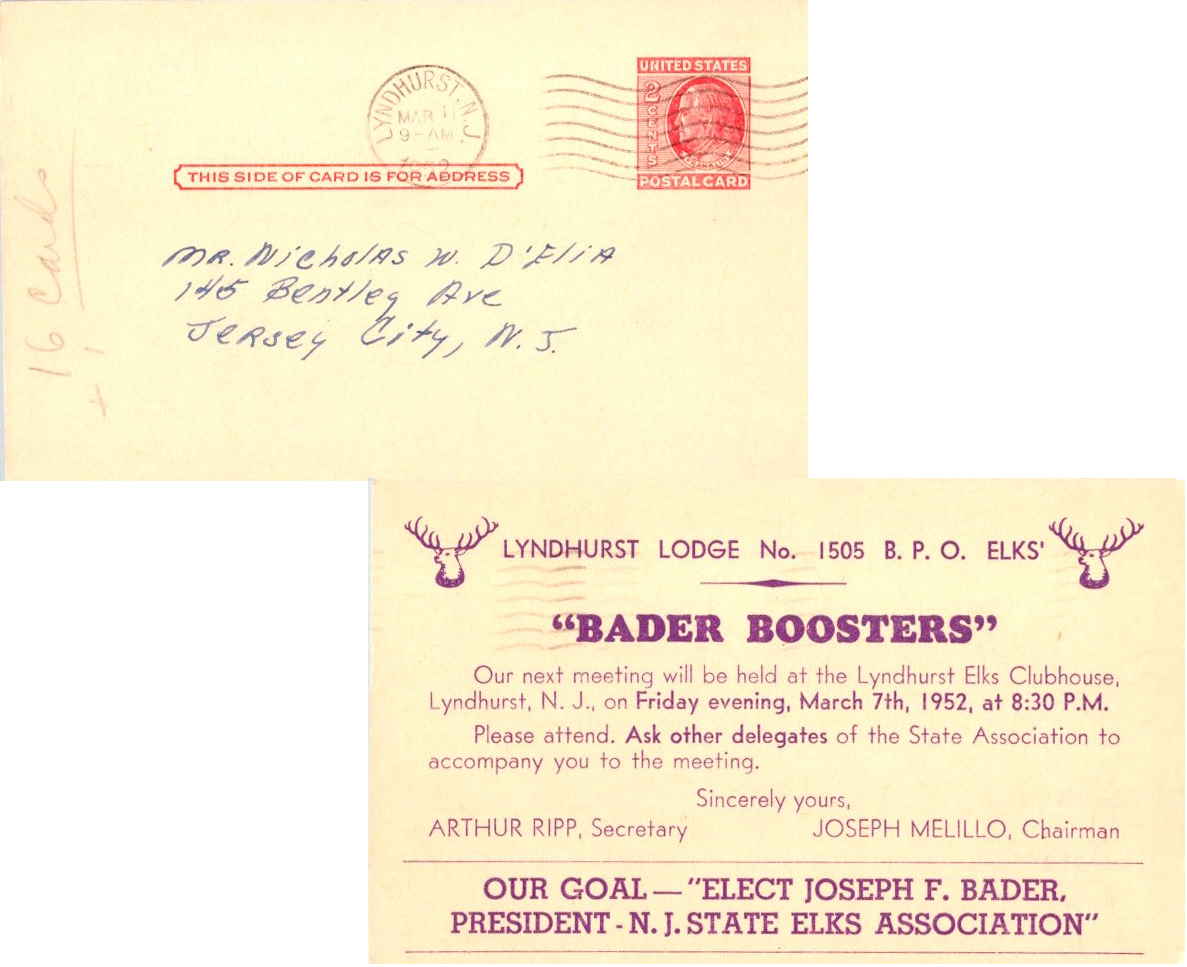 LYNDHURST, N.J.
MAR
9-AM
1952
UNITED STATES
2 CENTS
POSTAL CARD
THIS SIDE OF CARD IS FOR ADDRESS
16 Cards
+ 1
MR. Nicholas W. D'Elia
145 Bentley Ave
Jersey City, N. J.
LYNDHURST LODGE No. 1505 B. P. O. ELKS'
"BADER BOOSTERS"
Our next meeting will be held at the Lyndhurst Elks Clubhouse,
Lyndhurst, N. J., on Friday evening, March 7th, 1952, at 8:30 P.M.
Please attend. Ask other delegates of the State Association to
accompany you to the meeting.
Sincerely yours,
ARTHUR RIPP, Secretary JOSEPH MELILLO, Chairman
OUR GOAL — "ELECT JOSEPH F. BADER,
PRESIDENT - N. J. STATE ELKS ASSOCIATION"